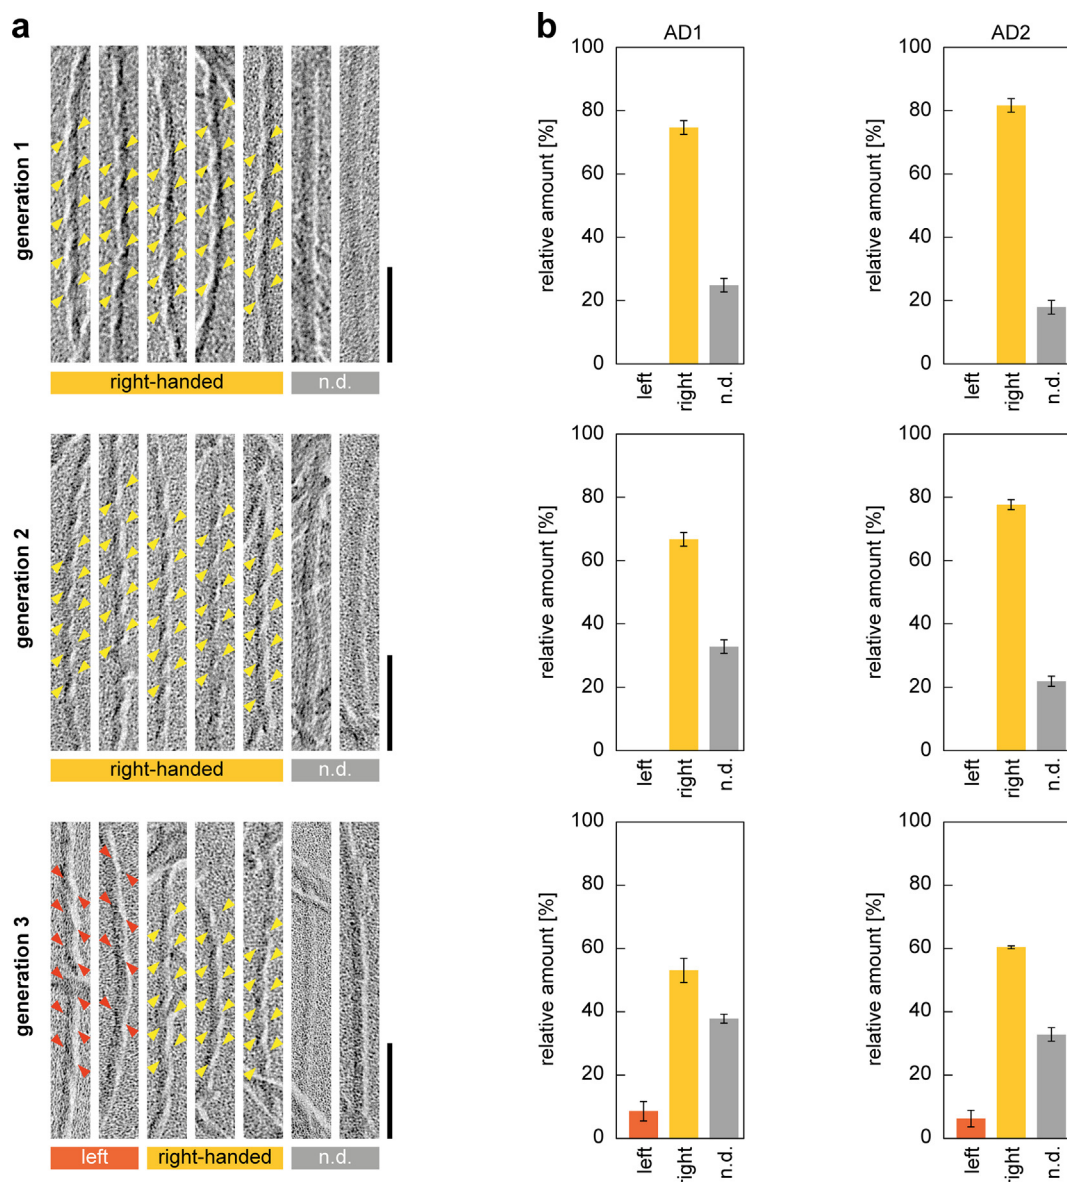 a
generation 1
right-handed
n.d.
generation 2
right-handed
n.d.
generation 3
left
right-handed
n.d.
b
AD1
relative amount [%]
100
80
60
40
20
0
left
right
n.d.
AD2
relative amount [%]
100
80
60
40
20
0
left
right
n.d.
relative amount [%]
100
80
60
40
20
0
left
right
n.d.
relative amount [%]
100
80
60
40
20
0
left
right
n.d.
relative amount [%]
100
80
60
40
20
0
left
right
n.d.
relative amount [%]
100
80
60
40
20
0
left
right
n.d.